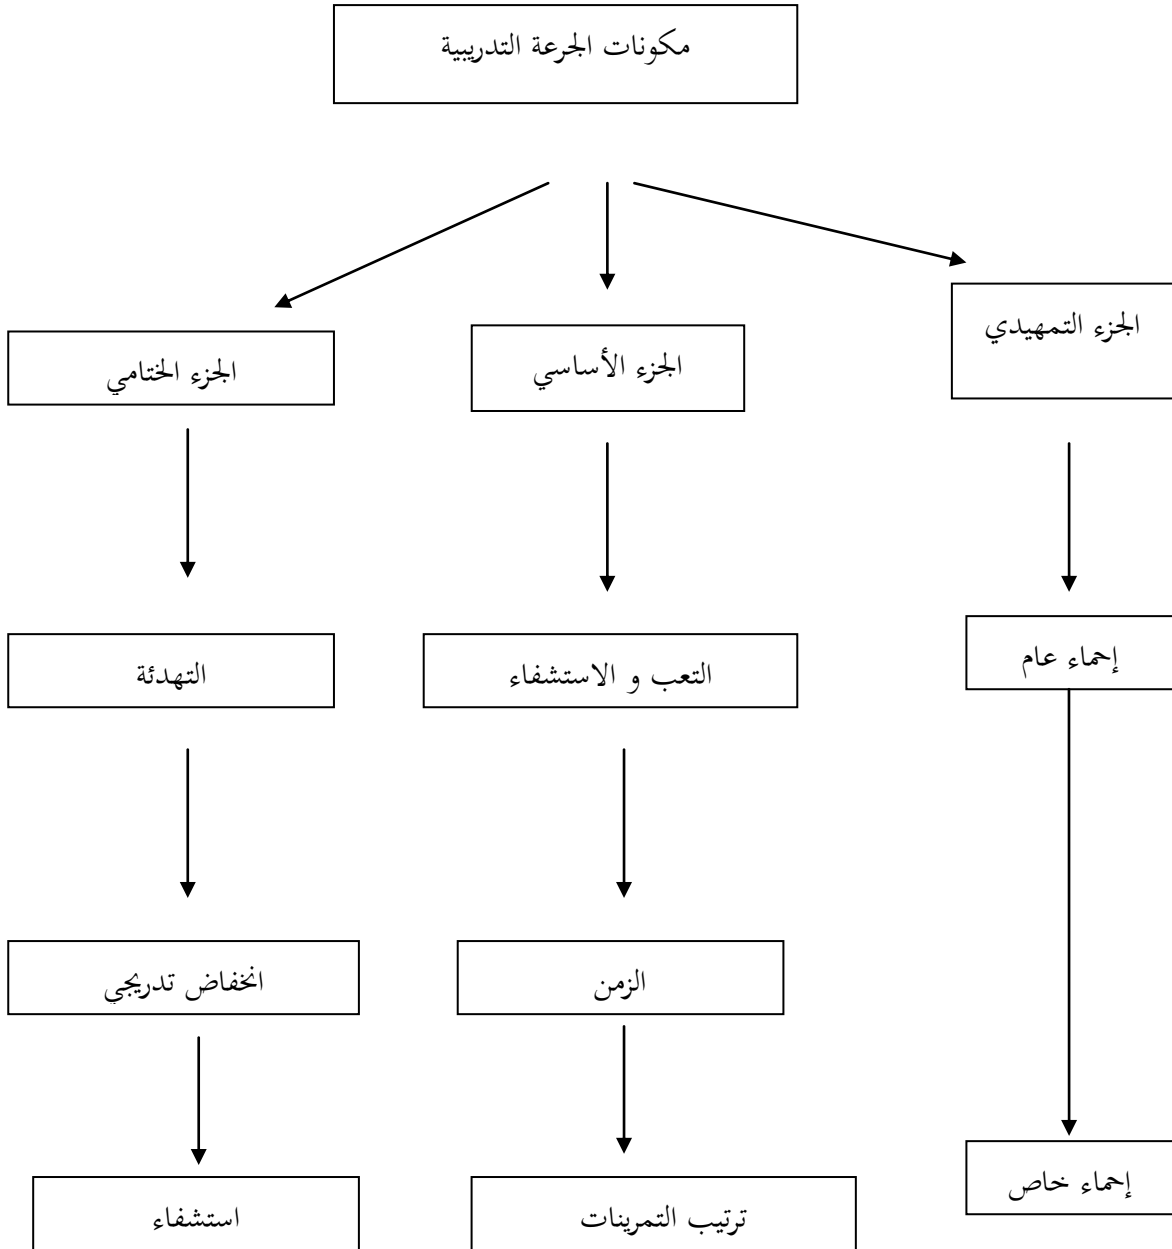 مكونات الجرعة التدريبية
الجزء التمهيدي
الجزء الأساسي
الجزء الختامي
إحماء عام
التعب و الاستشفاء
التهدئة
الزمن
انخفاض تدريجي
إحماء خاص
ترتيب التمرينات
استشفاء